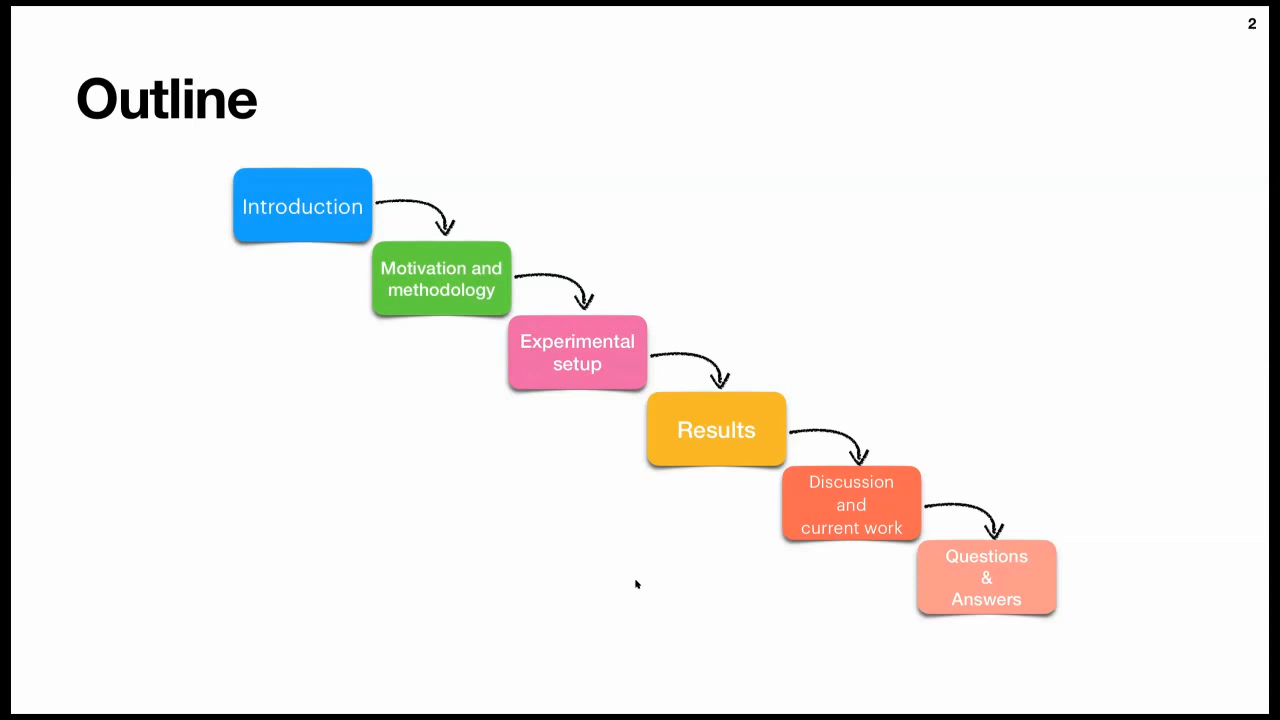 2
Outline
Introduction
Motivation and
methodology
Experimental
setup
Results
Discussion
and
current work
Questions
&
Answers